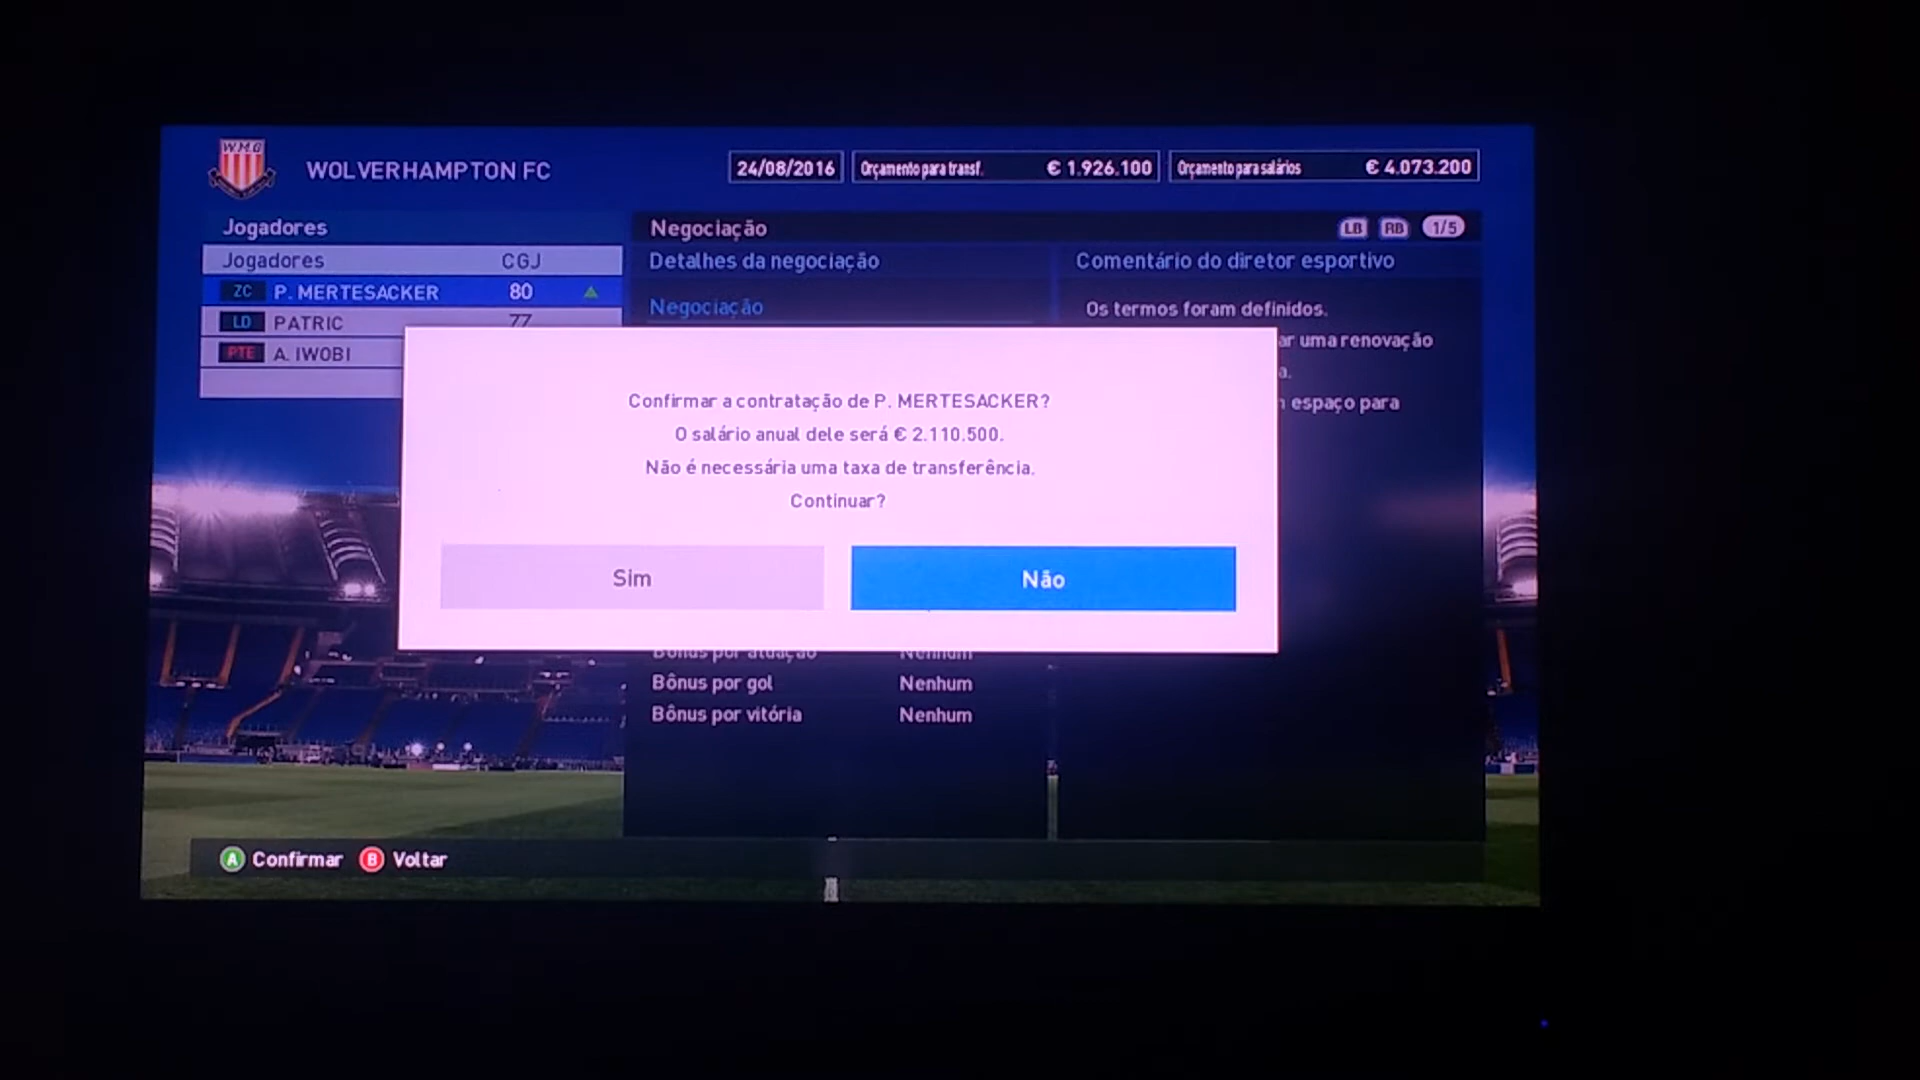 W.M.G
WOLVERHAMPTON FC
24/08/2016
Orçamento para transf. € 1.926.100
Orçamento para salários € 4.073.200
Jogadores
Jogadores CGJ
ZC P. MERTESACKER 80
LD PATRIC 77
PTE A. IWOBI
Negociação
LB RB 1/5
Detalhes da negociação
Negociação
Comentário do diretor esportivo
Os termos foram definidos.
uma renovação
espaço para
Confirmar a contratação de P. MERTESACKER?
O salário anual dele será € 2.110.500.
Não é necessária uma taxa de transferência.
Continuar?
Sim
Não
Bônus por atuação Nenhum
Bônus por gol Nenhum
Bônus por vitória Nenhum
A Confirmar B Voltar